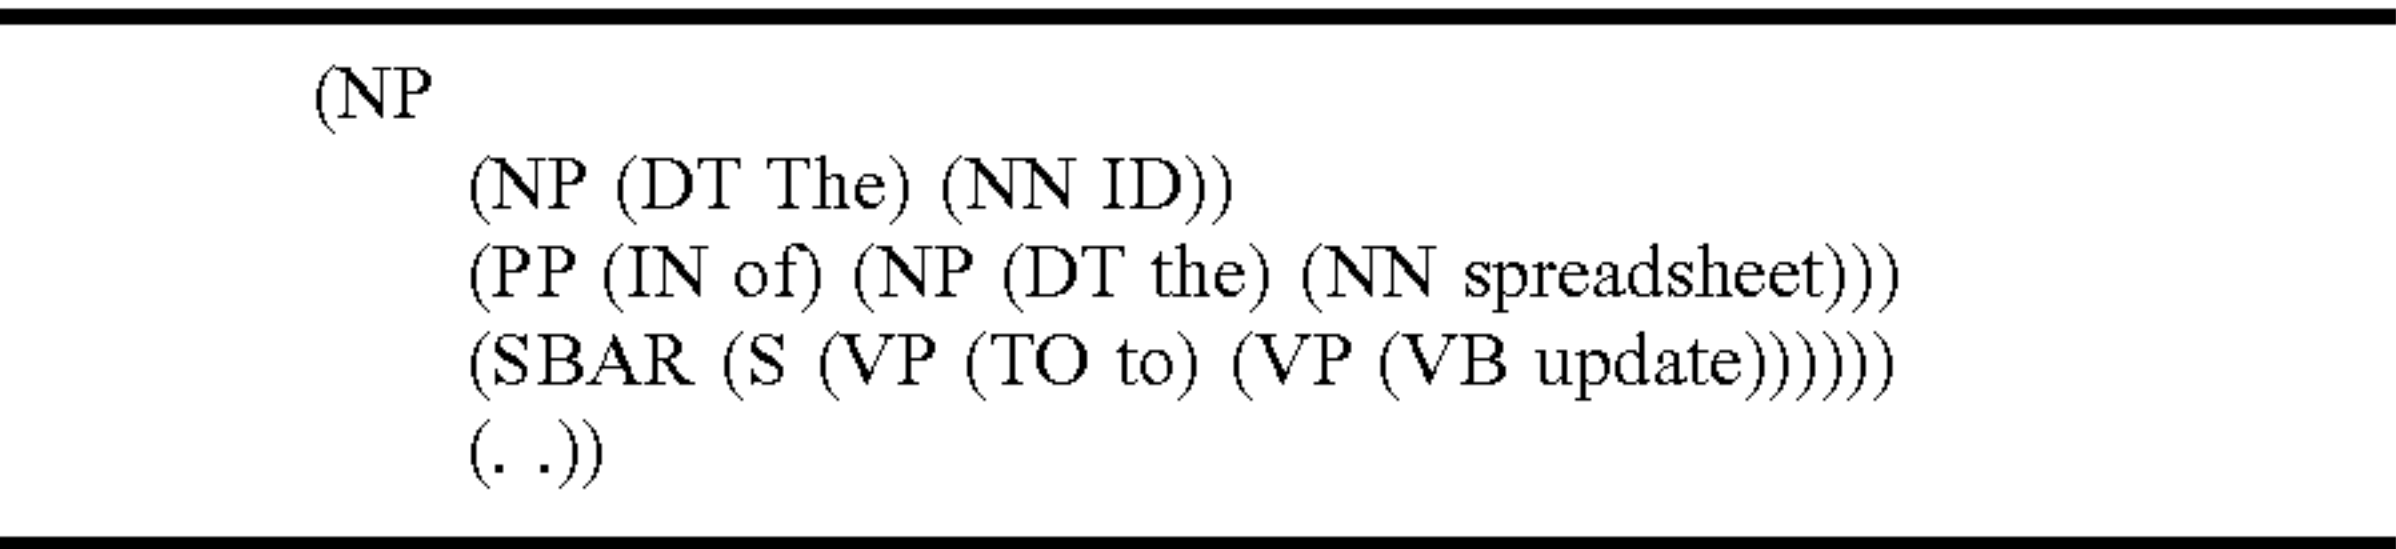 (NP
(NP (DT The) (NN ID))
(PP (IN of) (NP (DT the) (NN spreadsheet)))
(SBAR (S (VP (TO to) (VP (VB update))))))
(. .))